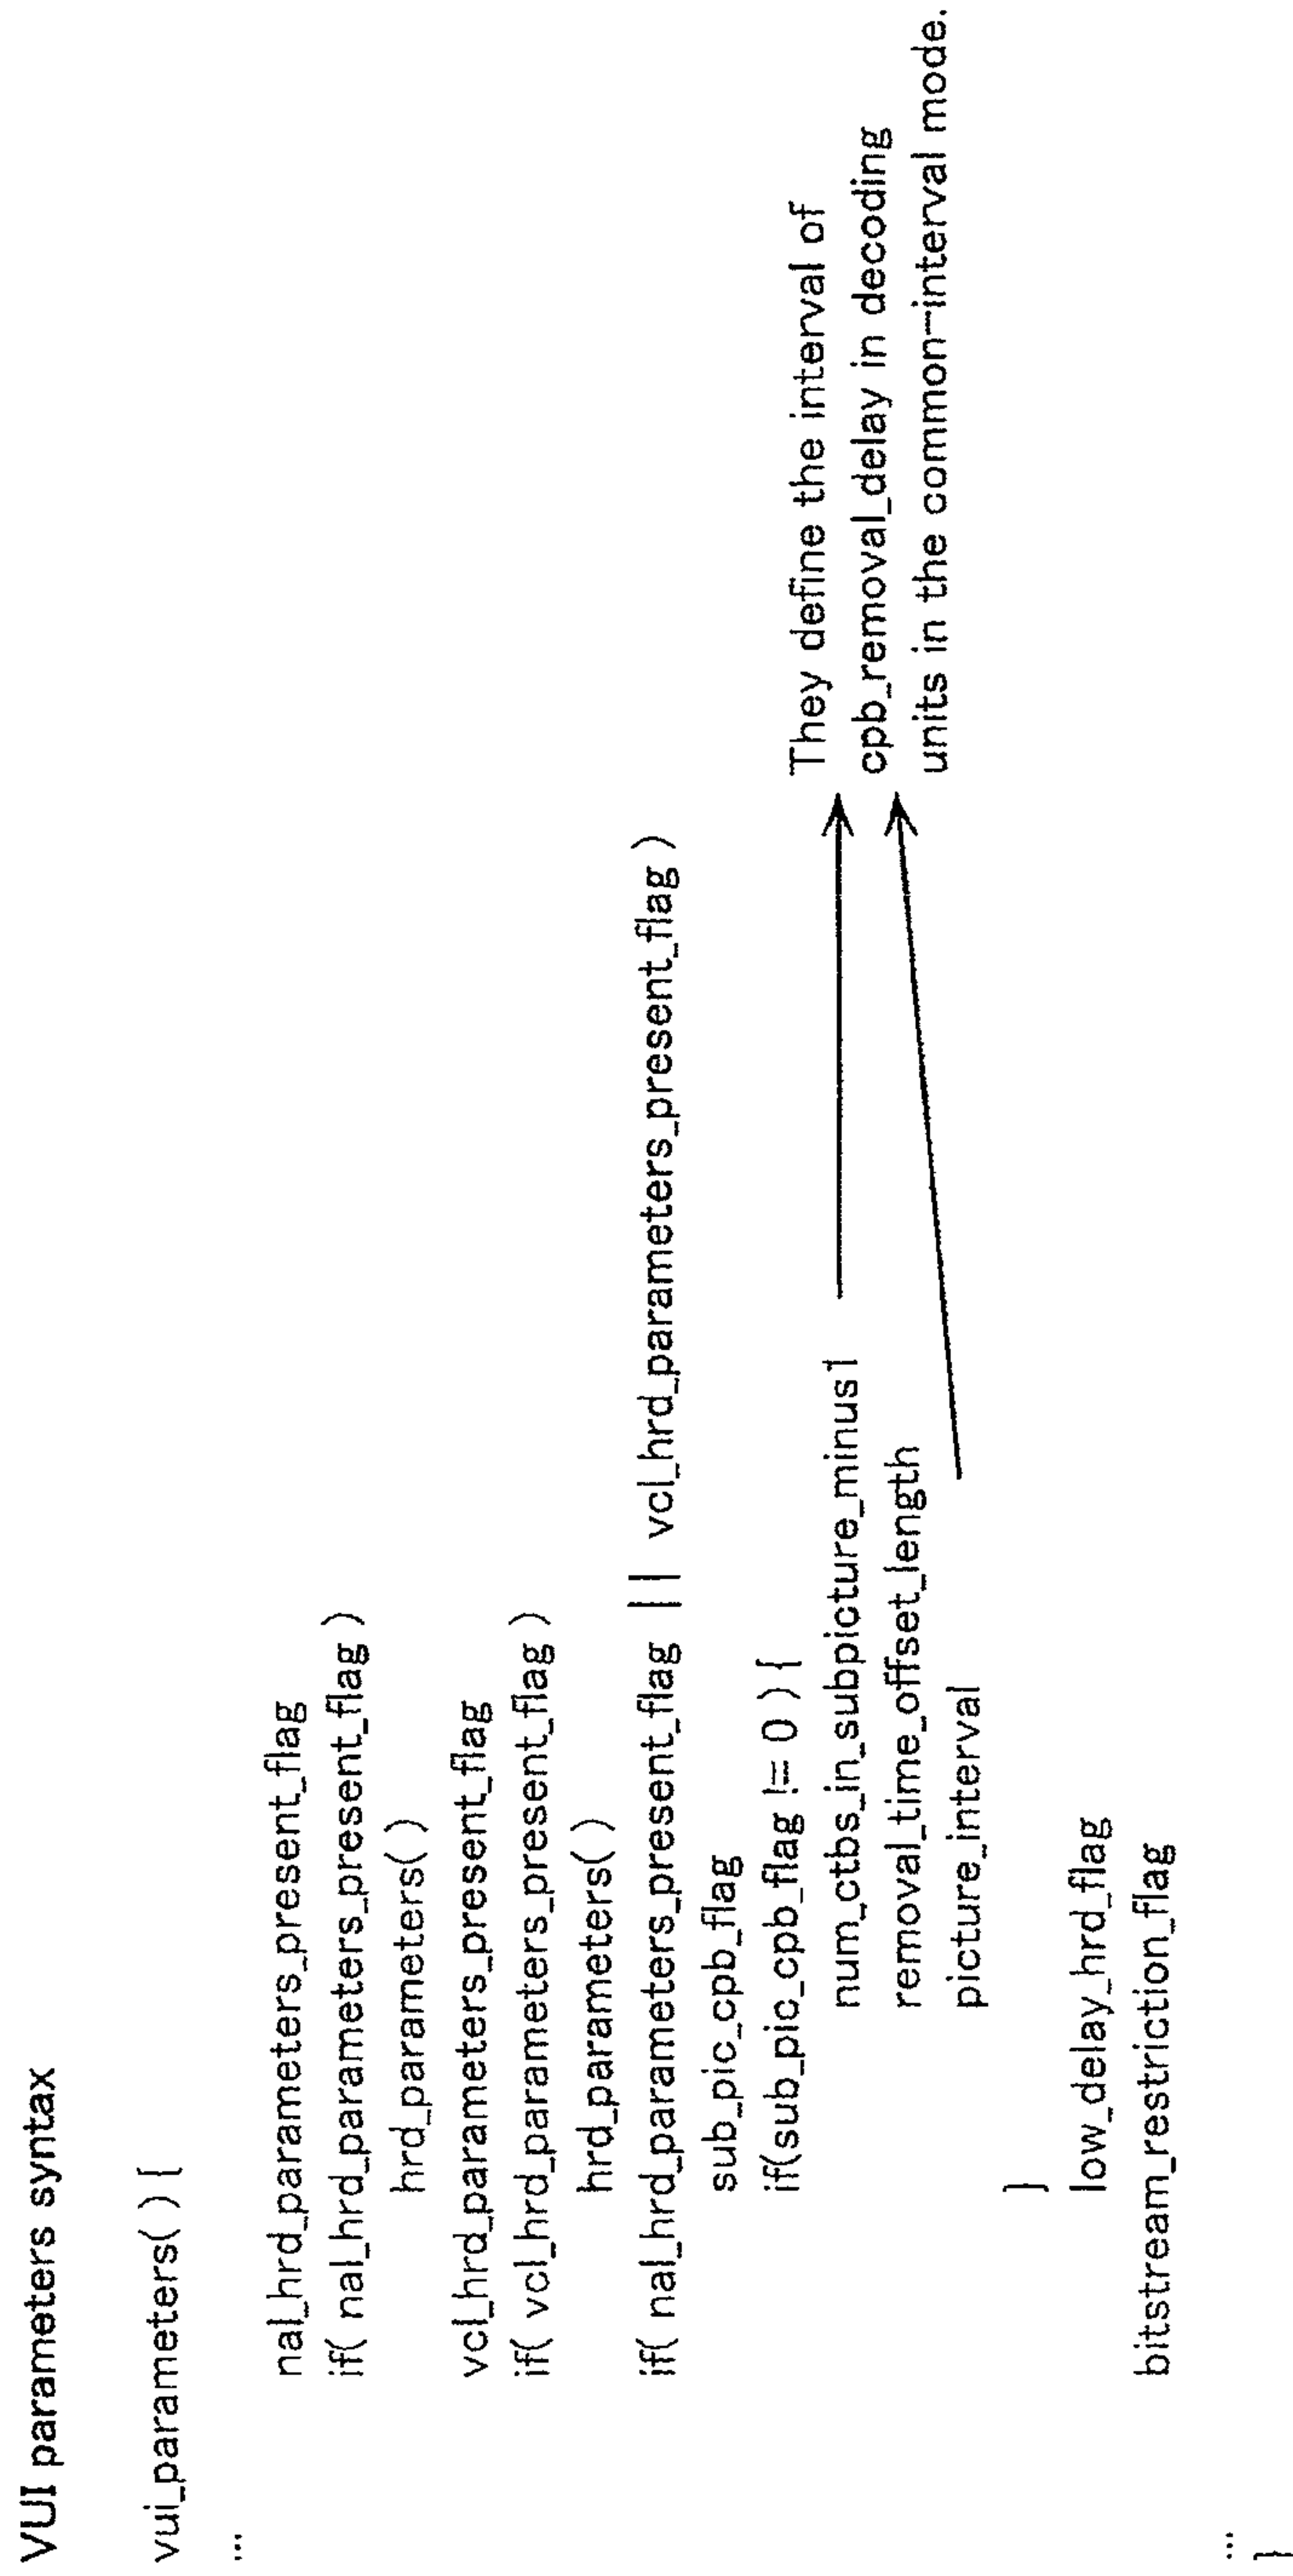 VUI parameters syntax
vui_parameters( ) {
...
nal_hrd_parameters_present_flag
if( nal_hrd_parameters_present_flag )
hrd_parameters( )
vcl_hrd_parameters_present_flag
if( vcl_hrd_parameters_present_flag )
hrd_parameters( )
if( nal_hrd_parameters_present_flag || vcl_hrd_parameters_present_flag )
sub_pic_cpb_flag
if(sub_pic_cpb_flag != 0 ) {
num_ctbs_in_subpicture_minus1
removal_time_offset_length
picture_interval
They define the interval of
cpb_removal_delay in decoding
units in the common-interval mode.
}
low_delay_hrd_flag
bitstream_restriction_flag
...
}